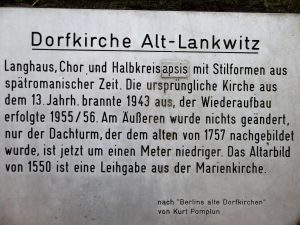 Dorfkirche Alt-Lankwitz
Langhaus, Chor und Halbkreisapsis mit Stilformen aus
spätromanischer Zeit. Die ursprüngliche Kirche aus
dem 13. Jahrh. brannte 1943 aus, der Wiederaufbau
erfolgte 1955/56. Am Äußeren wurde nichts geändert,
nur der Dachturm, der dem alten von 1757 nachgebildet
wurde, ist jetzt um einen Meter niedriger. Das Altarbild
von 1550 ist eine Leihgabe aus der Marienkirche.
nach "Berlins alte Dorfkirchen"
von Kurt Pomplun